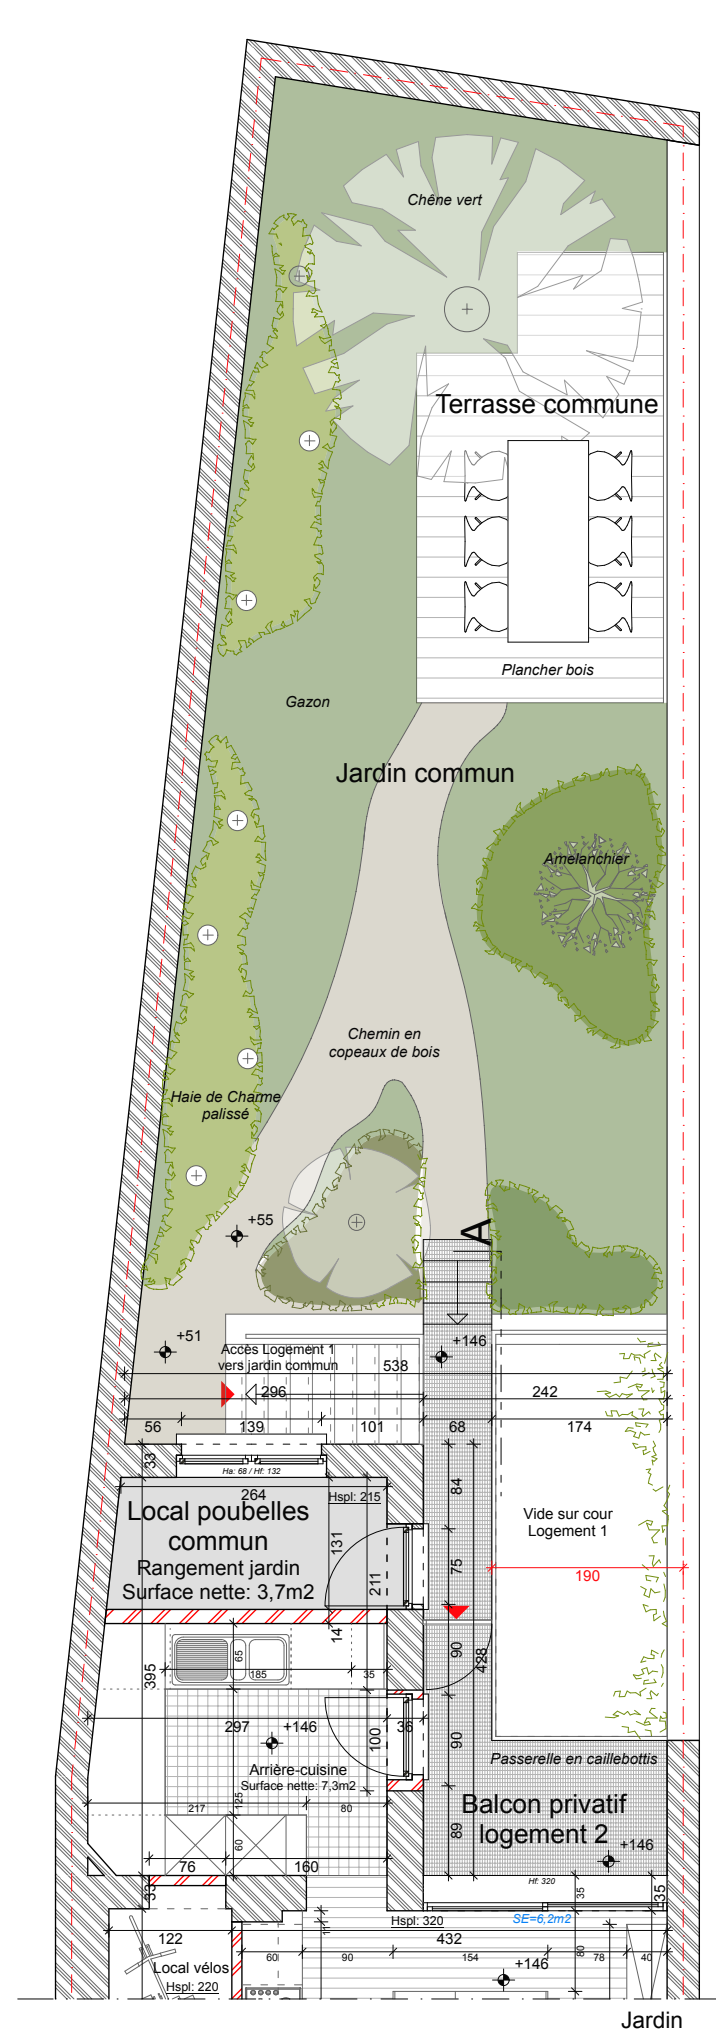 Chêne vert
Terrasse commune
Plancher bois
Gazon
Jardin commun
Amelanchier
Chemin en
copeaux de bois
Haie de Charme
palissé
+55
A
+51
+146
Accès Logement 1
vers jardin commun
538
296
242
56
139
101
68
174
33
Ha: 68 / Hf: 132
264
Hspl: 215
84
Local poubelles
commun
Rangement jardin
Surface nette: 3,7m2
131
211
75
Vide sur cour
Logement 1
190
14
65
185
35
395
90
428
297
+146
36
100
90
Arrière-cuisine
Surface nette: 7,3m2
Passerelle en caillebottis
217
125
80
Balcon privatif
logement 2
89
+146
60
76
160
33
Hf: 320
35
35
122
Hspl: 320
SE=6,2m2
11
432
60
90
154
80
78
40
Local vélos
Hspl: 220
+146
Jardin